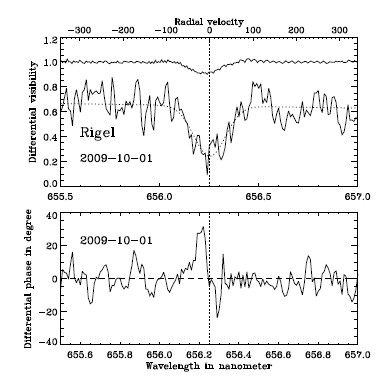 Radial velocity
-300 -200 -100 0 100 200 300
1.2
1.0
0.8
0.6
0.4
0.2
0.0
Differential visibility
Rigel
2009-10-01
655.5 656.0 656.5 657.0
40
20
0
-20
-40
Differential phase in degree
2009-10-01
655.6 655.8 656.0 656.2 656.4 656.6 656.8 657.0
Wavelength in nanometer